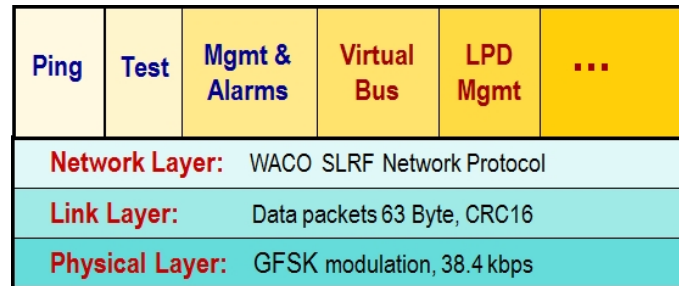 Ping Test Mgmt & Alarms Virtual Bus LPD Mgmt ...
Network Layer: WACO SLRF Network Protocol
Link Layer: Data packets 63 Byte, CRC16
Physical Layer: GFSK modulation, 38.4 kbps